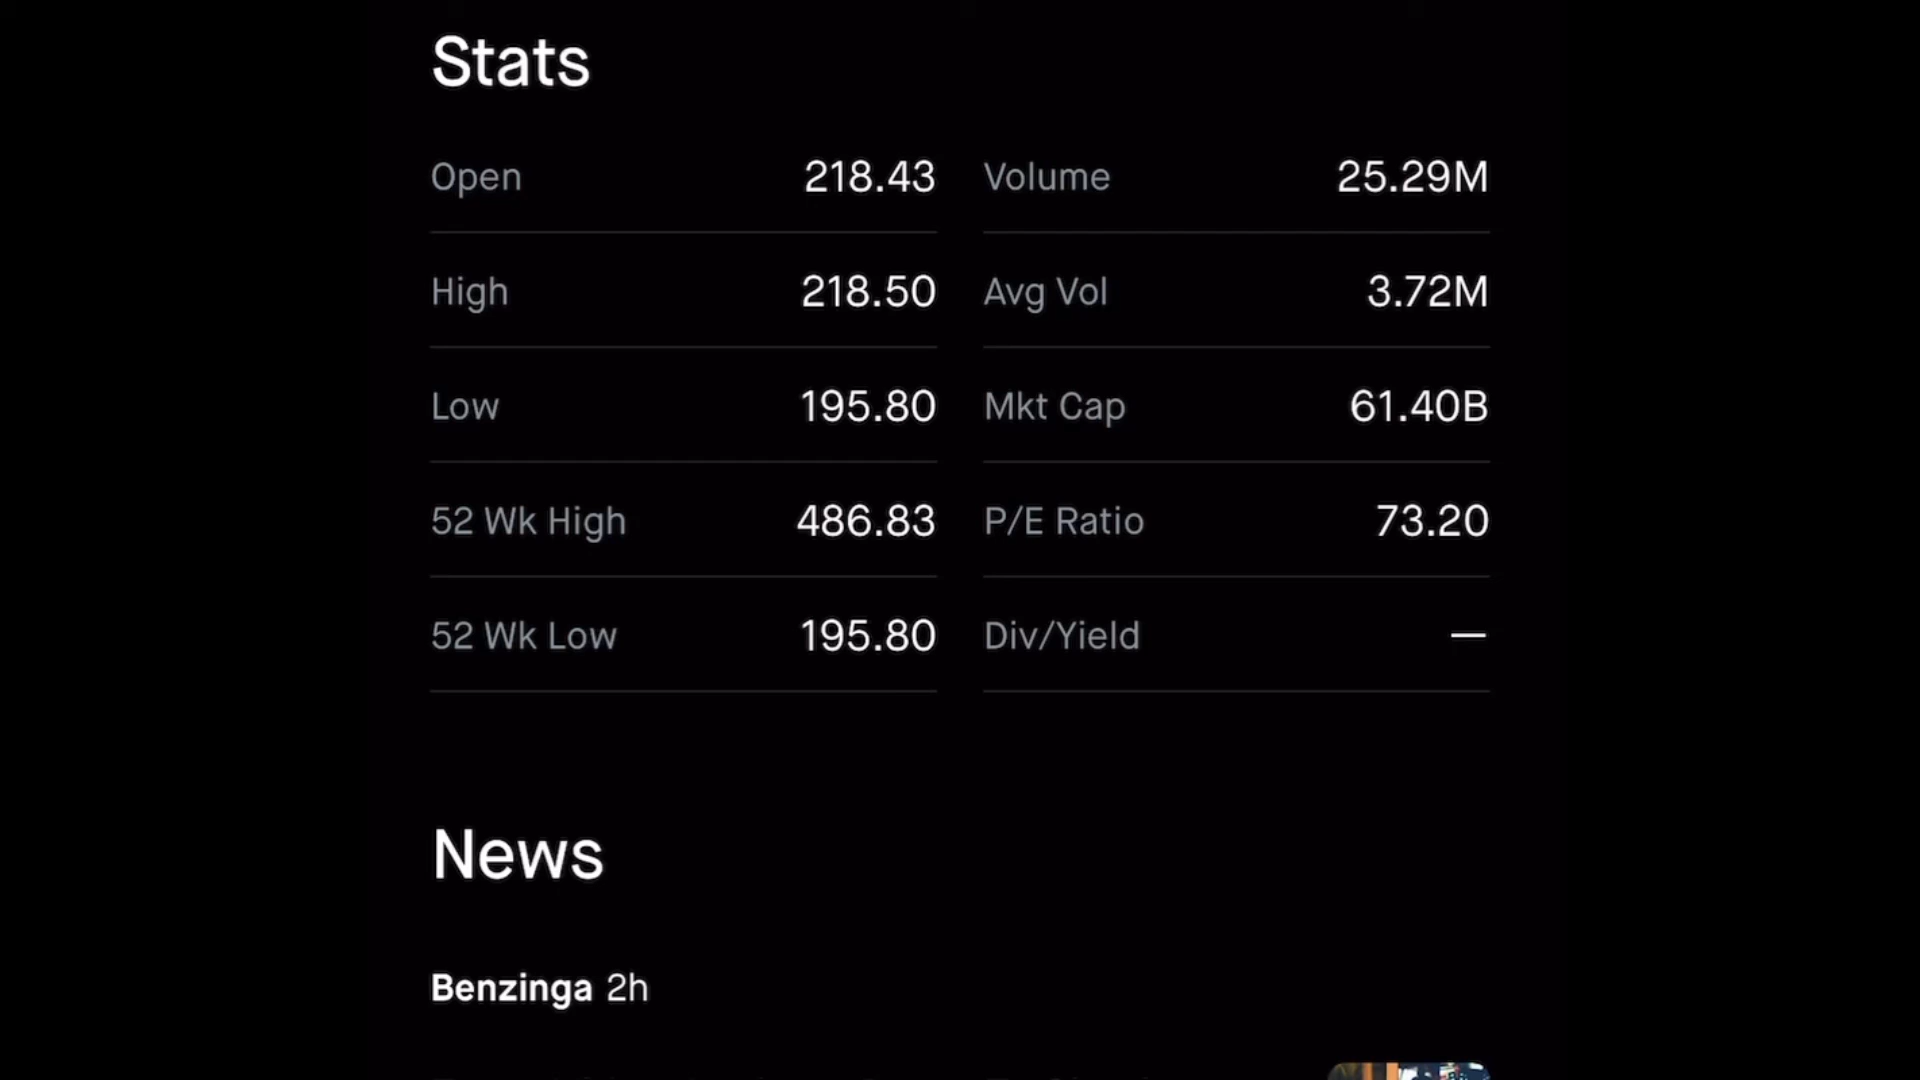 Stats
Open 218.43 Volume 25.29M
High 218.50 Avg Vol 3.72M
Low 195.80 Mkt Cap 61.40B
52 Wk High 486.83 P/E Ratio 73.20
52 Wk Low 195.80 Div/Yield —
News
Benzinga 2h